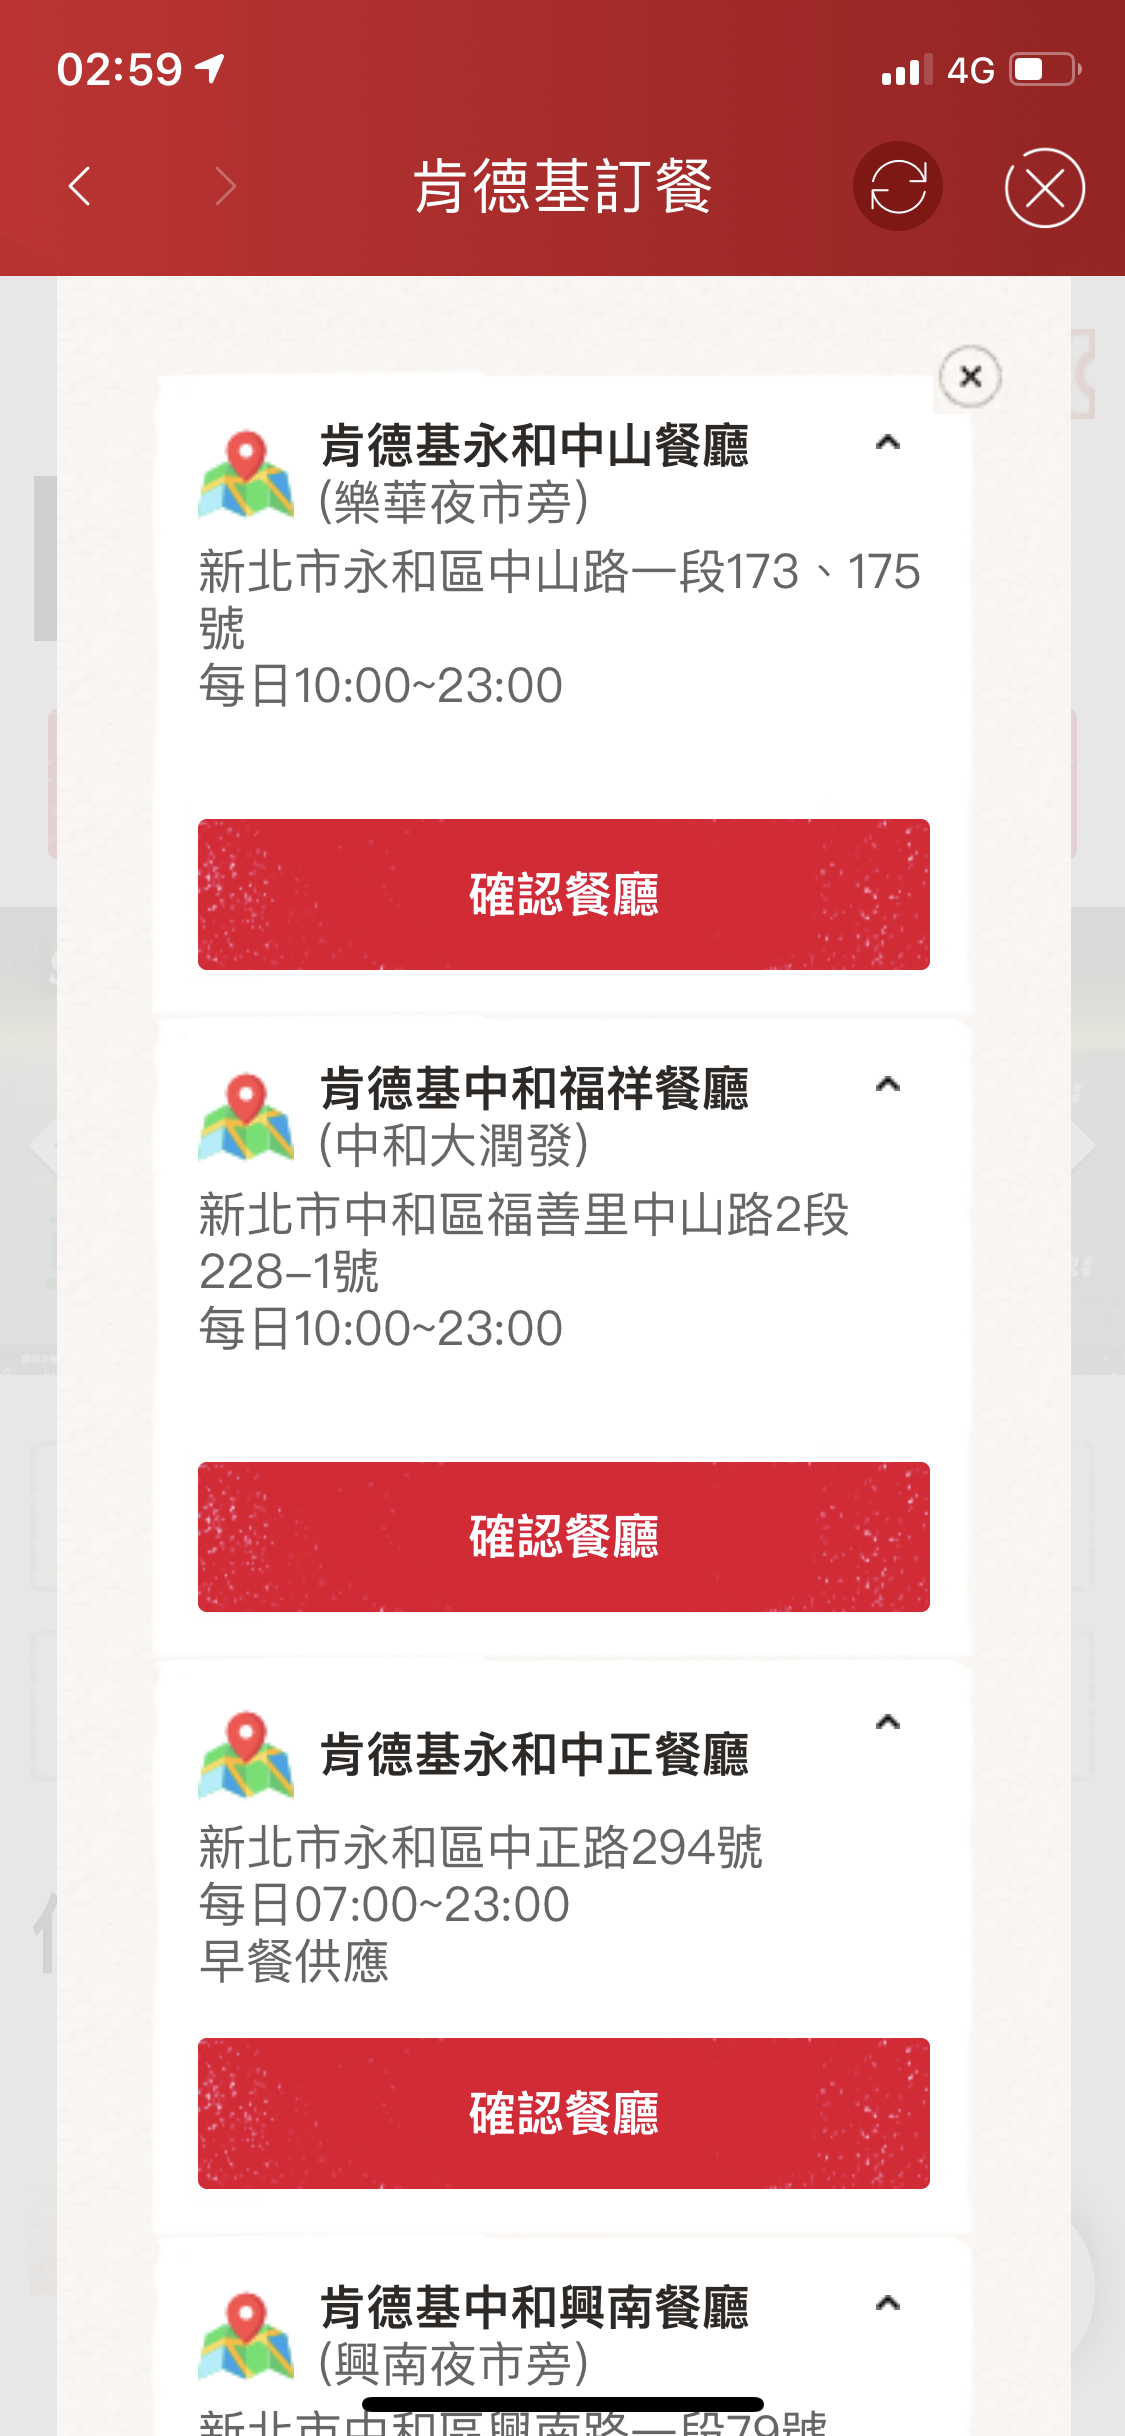 02:59
4G
肯德基訂餐
肯德基永和中山餐廳
(樂華夜市旁)
新北市永和區中山路一段173、175
號
每日10:00~23:00
確認餐廳
肯德基中和福祥餐廳
(中和大潤發)
新北市中和區福善里中山路2段
228-1號
每日10:00~23:00
確認餐廳
肯德基永和中正餐廳
新北市永和區中正路294號
每日07:00~23:00
早餐供應
確認餐廳
肯德基中和興南餐廳
(興南夜市旁)
新北市中和區興南路一段79號